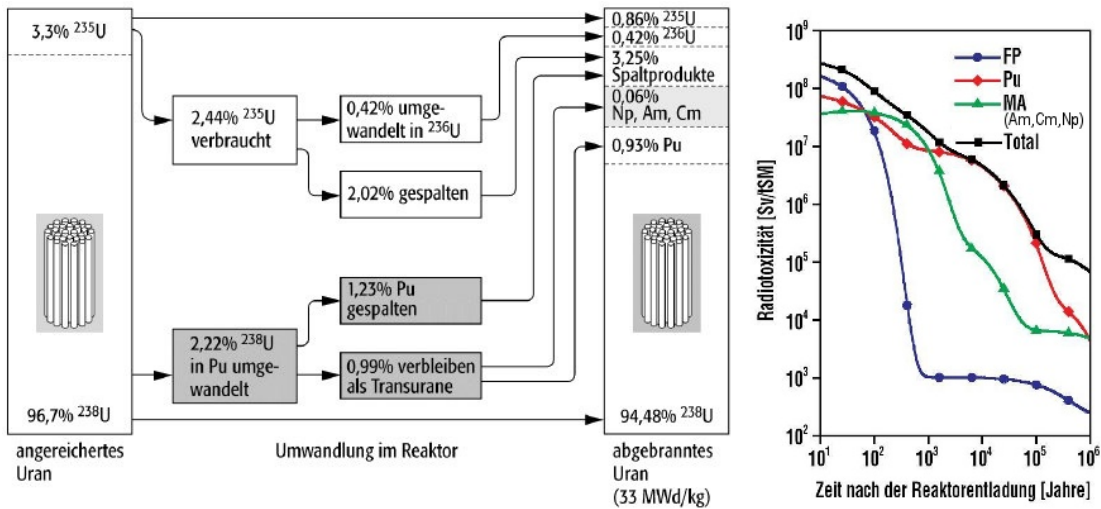 3,3% ²³⁵U
96,7% ²³⁸U
angereichertes
Uran
2,44% ²³⁵U
verbraucht
2,22% ²³⁸U
in Pu umge-
wandelt
0,42% umge-
wandelt in ²³⁶U
2,02% gespalten
1,23% Pu
gespalten
0,99% verbleiben
als Transurane
Umwandlung im Reaktor
0,86% ²³⁵U
0,42% ²³⁶U
3,25%
Spaltprodukte
0,06%
Np, Am, Cm
0,93% Pu
94,48% ²³⁸U
abgebranntes
Uran
(33 MWd/kg)
Radiotoxizität [Sv/tSM]
10⁹
10⁸
10⁷
10⁶
10⁵
10⁴
10³
10²
FP
Pu
MA
(Am,Cm,Np)
Total
10¹ 10² 10³ 10⁴ 10⁵ 10⁶
Zeit nach der Reaktorentladung [Jahre]